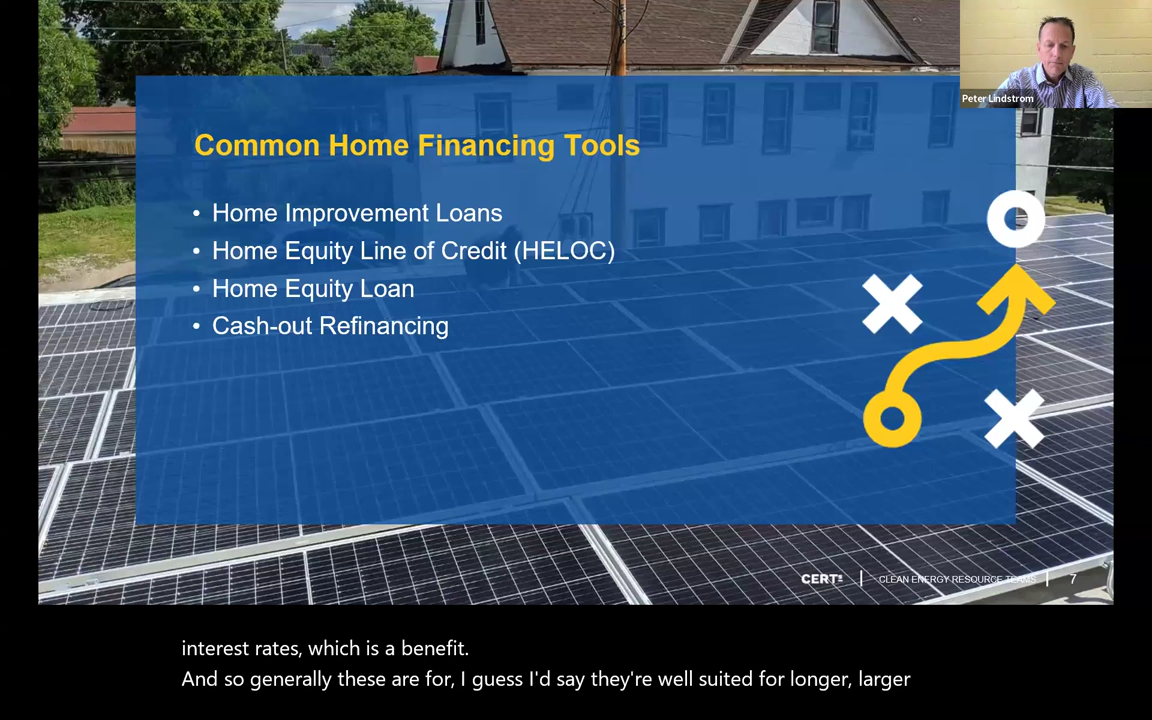 Peter Lindstrom
Common Home Financing Tools
• Home Improvement Loans
• Home Equity Line of Credit (HELOC)
• Home Equity Loan
• Cash-out Refinancing
CERTs | CLEAN ENERGY RESOURCE TEAMS | 7
interest rates, which is a benefit.
And so generally these are for, I guess I'd say they're well suited for longer, larger